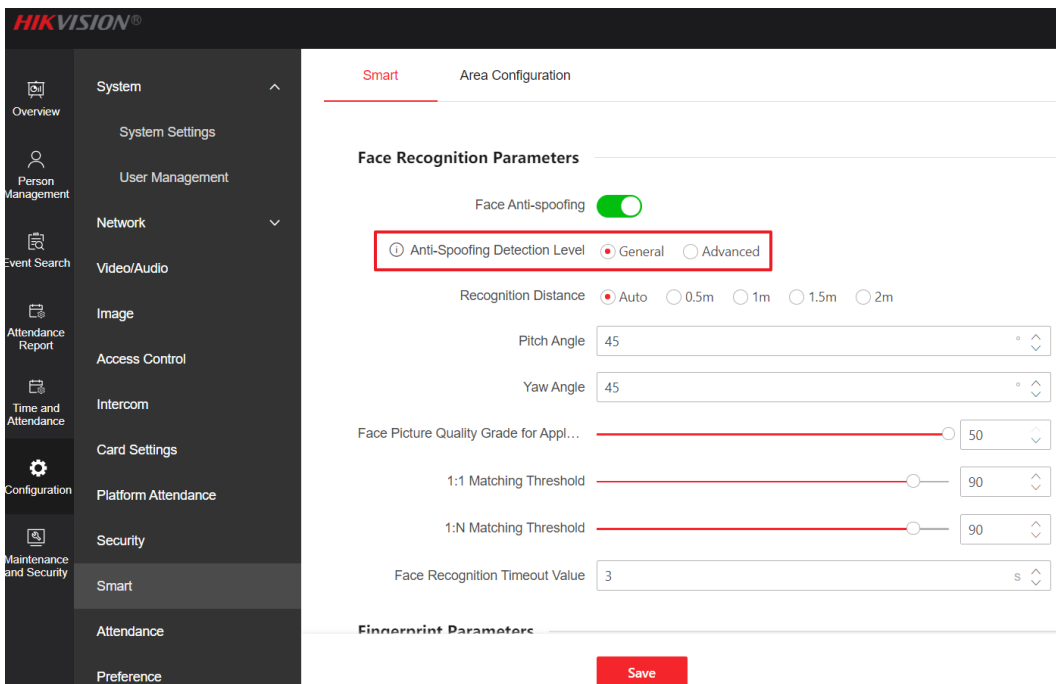 HIKVISION®
Overview
Person
Management
Event Search
Attendance
Report
Time and
Attendance
Configuration
Maintenance
and Security
System
System Settings
User Management
Network
Video/Audio
Image
Access Control
Intercom
Card Settings
Platform Attendance
Security
Smart
Attendance
Preference
Smart Area Configuration
Face Recognition Parameters
Face Anti-spoofing
Anti-Spoofing Detection Level General Advanced
Recognition Distance Auto 0.5m 1m 1.5m 2m
Pitch Angle 45 °
Yaw Angle 45 °
Face Picture Quality Grade for Appl... 50
1:1 Matching Threshold 90
1:N Matching Threshold 90
Face Recognition Timeout Value 3 s
Fingerprint Parameters
Save